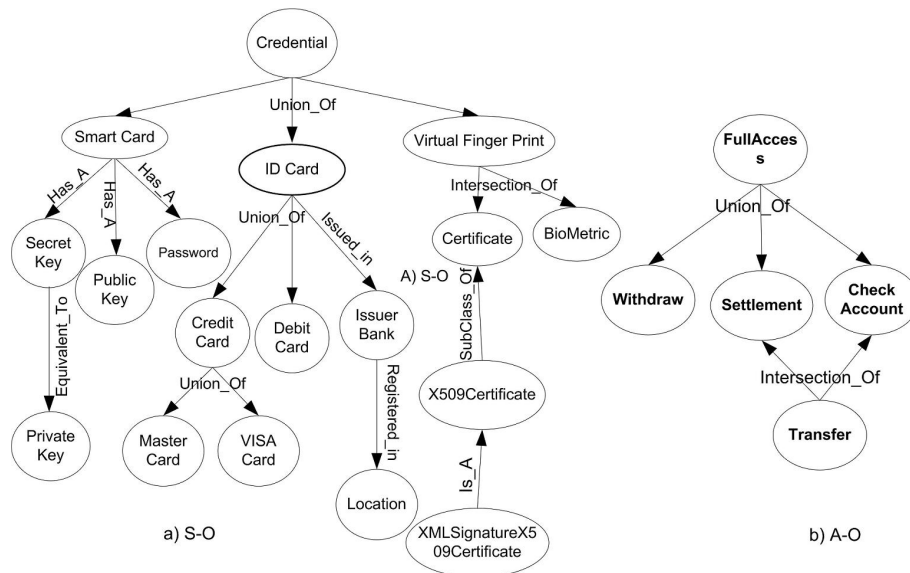 Credential
Union_Of
Smart Card
ID Card
Virtual Finger Print
FullAcces
s
Has_A
Has_A
Has_A
Union_Of
Issued_in
Intersection_Of
Union_Of
Secret
Key
Public
Key
Password
Certificate
BioMetric
A) S-O
Withdraw
Settlement
Check
Account
Credit
Card
Debit
Card
Issuer
Bank
SubClass_Of
Equivalent_To
Union_Of
Registered_in
X509Certificate
Intersection_Of
Transfer
Private
Key
Master
Card
VISA
Card
Is_A
Location
XMLSignatureX5
09Certificate
a) S-O
b) A-O